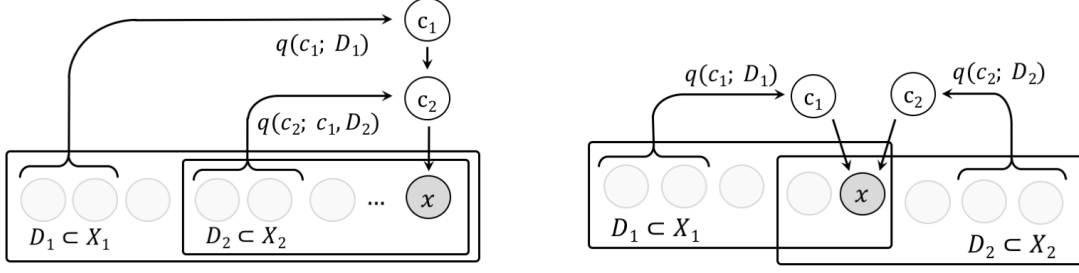 c₁
q(c₁; D₁)
c₂
q(c₂; c₁, D₂)
x
...
D₁ ⊂ X₁
D₂ ⊂ X₂
q(c₁; D₁)
q(c₂; D₂)
c₁
c₂
x
D₁ ⊂ X₁
D₂ ⊂ X₂